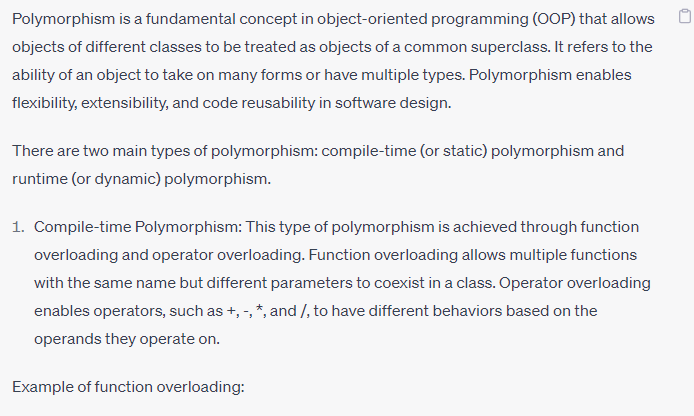 Polymorphism is a fundamental concept in object-oriented programming (OOP) that allows
objects of different classes to be treated as objects of a common superclass. It refers to the
ability of an object to take on many forms or have multiple types. Polymorphism enables
flexibility, extensibility, and code reusability in software design.
There are two main types of polymorphism: compile-time (or static) polymorphism and
runtime (or dynamic) polymorphism.
1. Compile-time Polymorphism: This type of polymorphism is achieved through function
overloading and operator overloading. Function overloading allows multiple functions
with the same name but different parameters to coexist in a class. Operator overloading
enables operators, such as +, -, *, and /, to have different behaviors based on the
operands they operate on.
Example of function overloading: